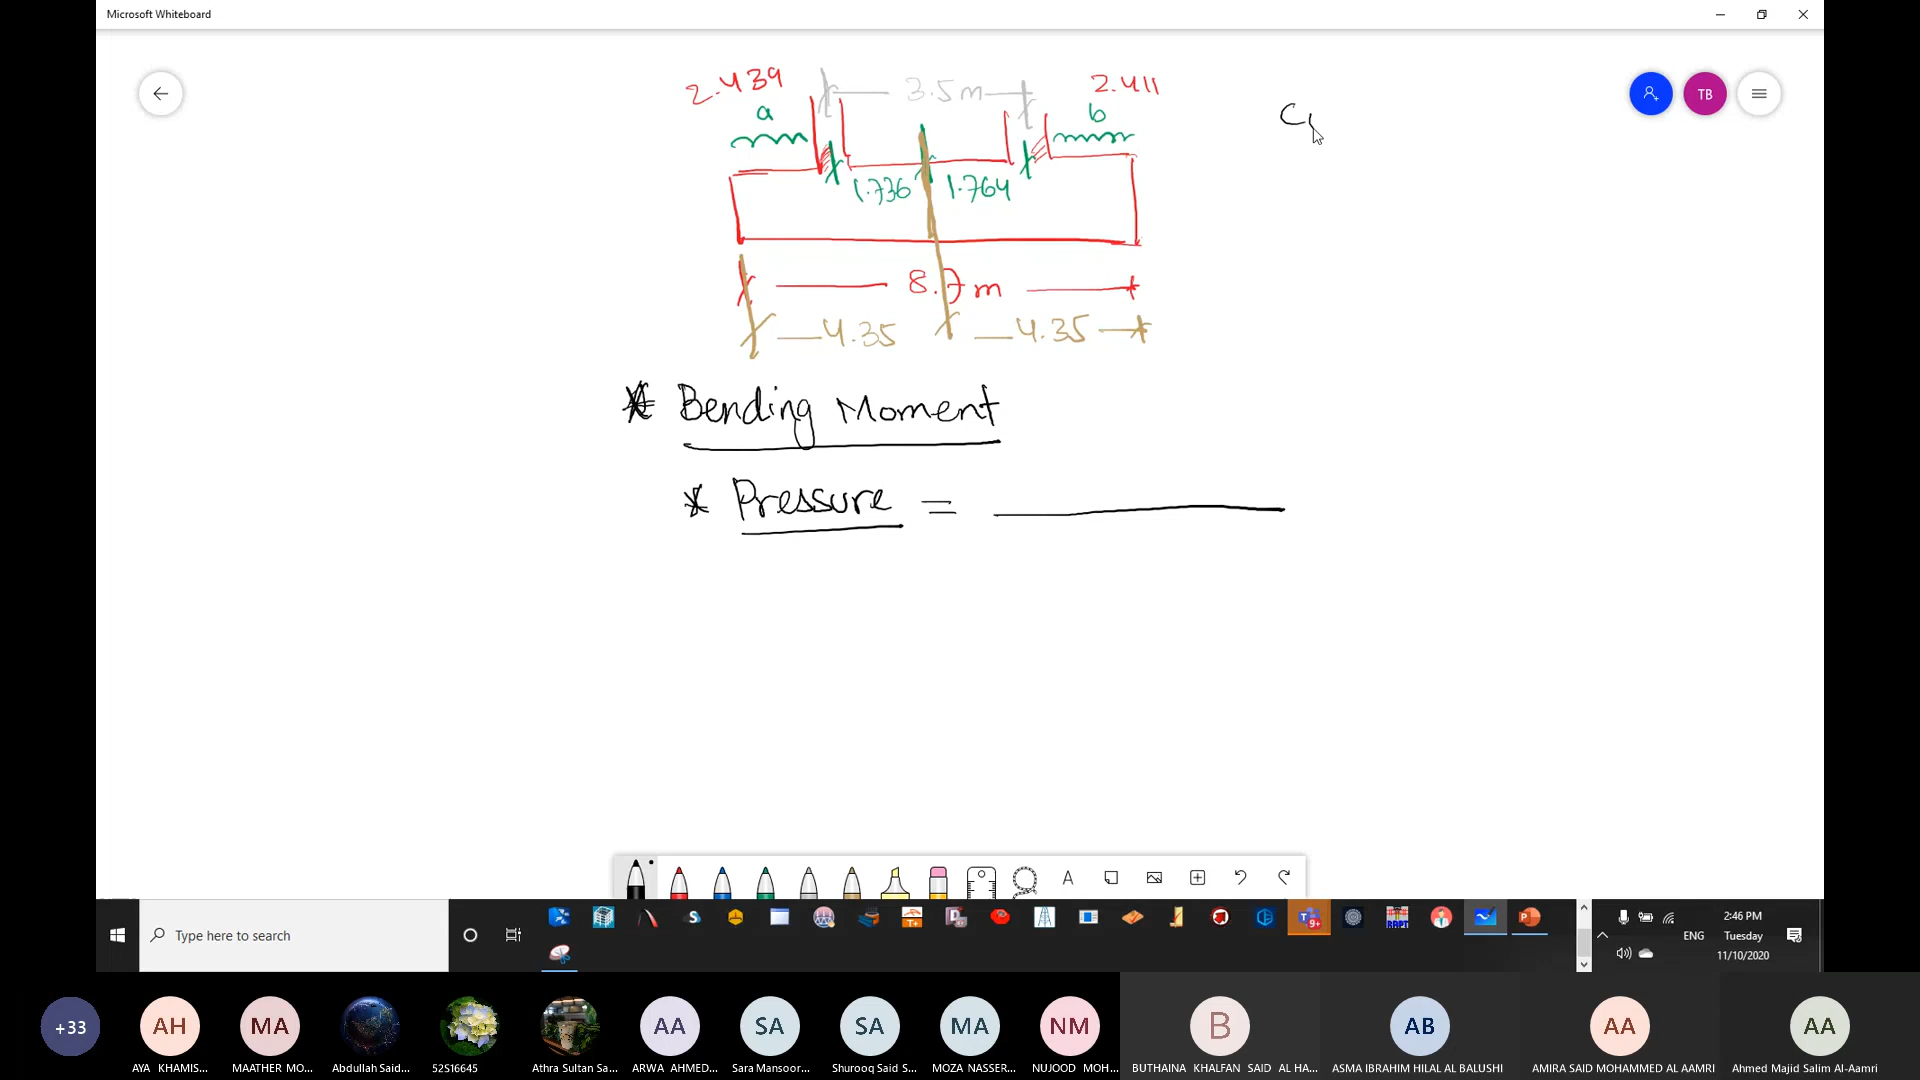 Microsoft Whiteboard
2.439
3.5m
2.411
a
b
C
TB
1.736
1.764
8.7m
4.35
4.35
* Bending Moment
* Pressure =
A
Type here to search
9+
ENG
2:46 PM
Tuesday
11/10/2020
+33
AH
MA
AA
SA
SA
MA
NM
B
AB
AA
AA
AYA KHAMIS...
MAATHER MO...
Abdullah Said...
52S16645
Athra Sultan Sa...
ARWA AHMED...
Sara Mansoor...
Shurooq Said S...
MOZA NASSER...
NUJOOD MOH...
BUTHAINA KHALFAN SAID AL HA...
ASMA IBRAHIM HILAL AL BALUSHI
AMIRA SAID MOHAMMED AL AAMRI
Ahmed Majid Salim Al-Aamri